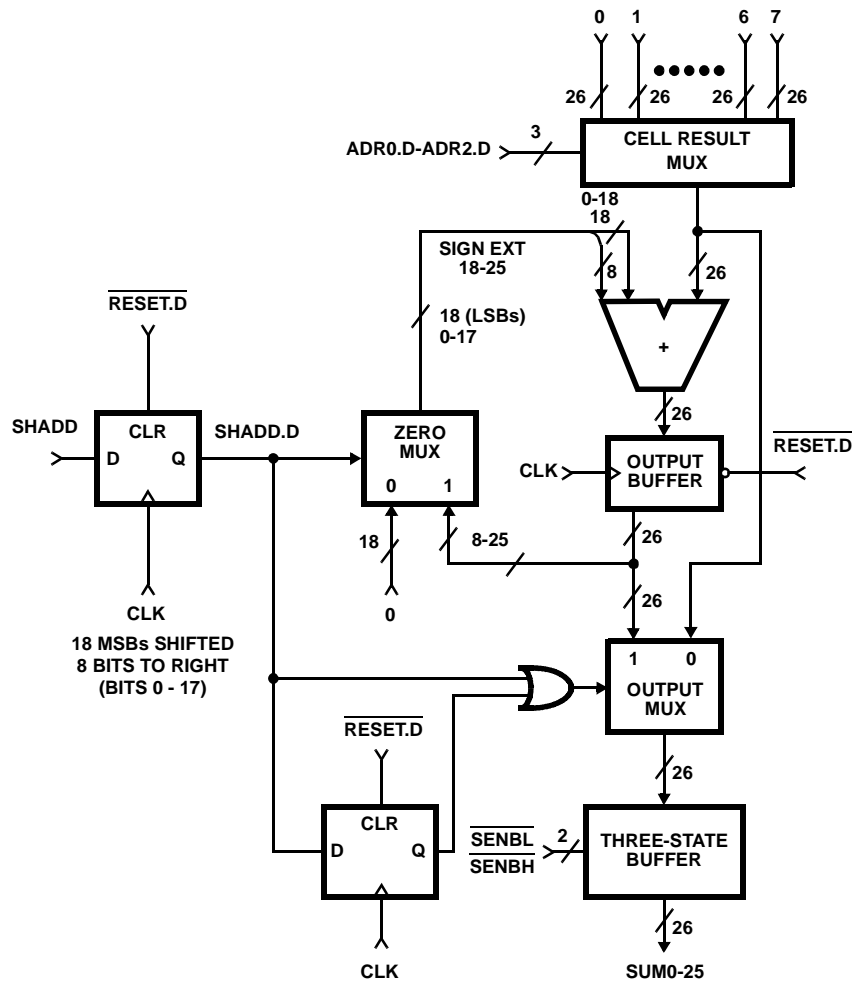 0 1 6 7
26 26 26 26
ADR0.D-ADR2.D
3
CELL RESULT
MUX
0-18
18
SIGN EXT
18-25
8
26
RESET.D
18 (LSBs)
0-17
+
26
SHADD
CLR
D Q
SHADD.D
ZERO
MUX
0 1
CLK
OUTPUT
BUFFER
RESET.D
18
8-25
26
CLK
0
26
18 MSBs SHIFTED
8 BITS TO RIGHT
(BITS 0 - 17)
1 0
OUTPUT
MUX
RESET.D
26
CLR
D Q
SENBL
SENBH
2
THREE-STATE
BUFFER
26
CLK
SUM0-25